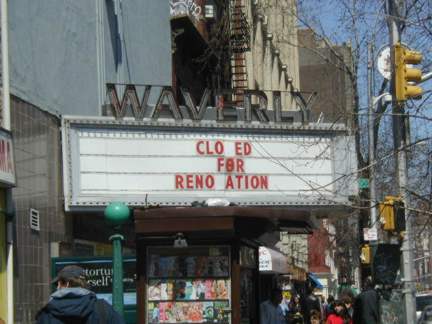 WAVERLY
CLO ED
FOR
RENO ATION